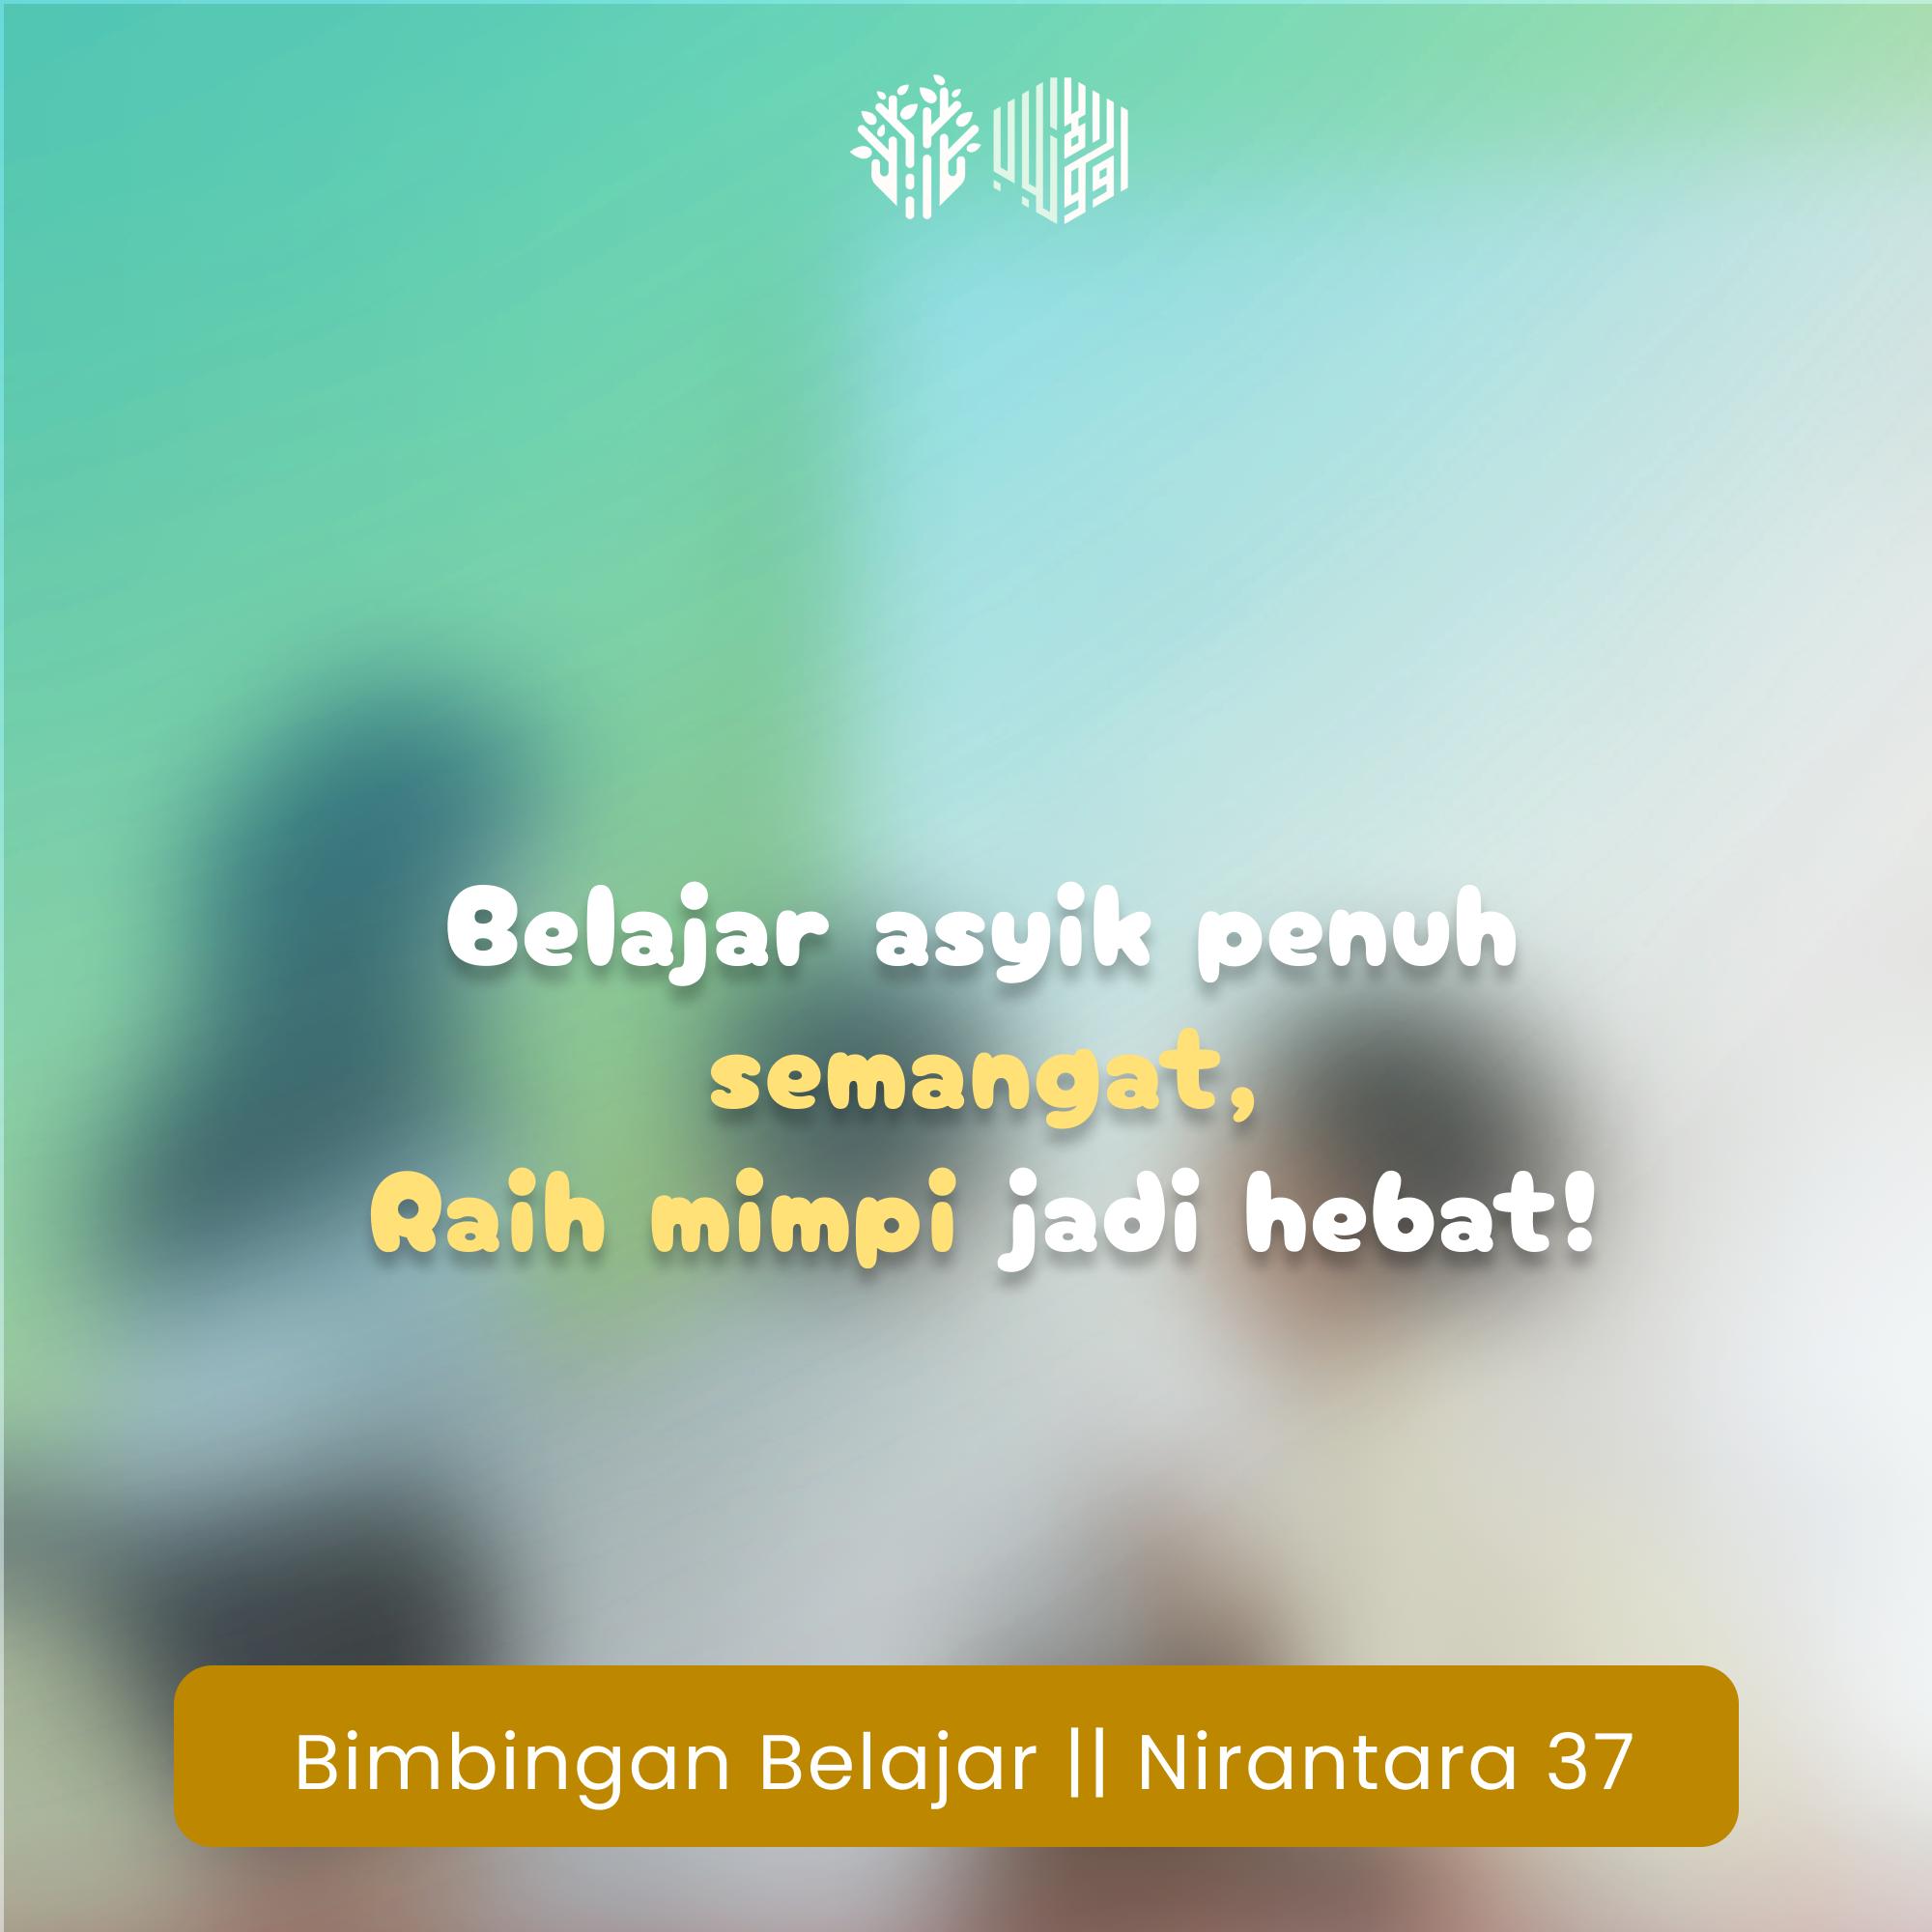 Belajar asyik penuh
semangat,
Raih mimpi jadi hebat!
Bimbingan Belajar || Nirantara 37